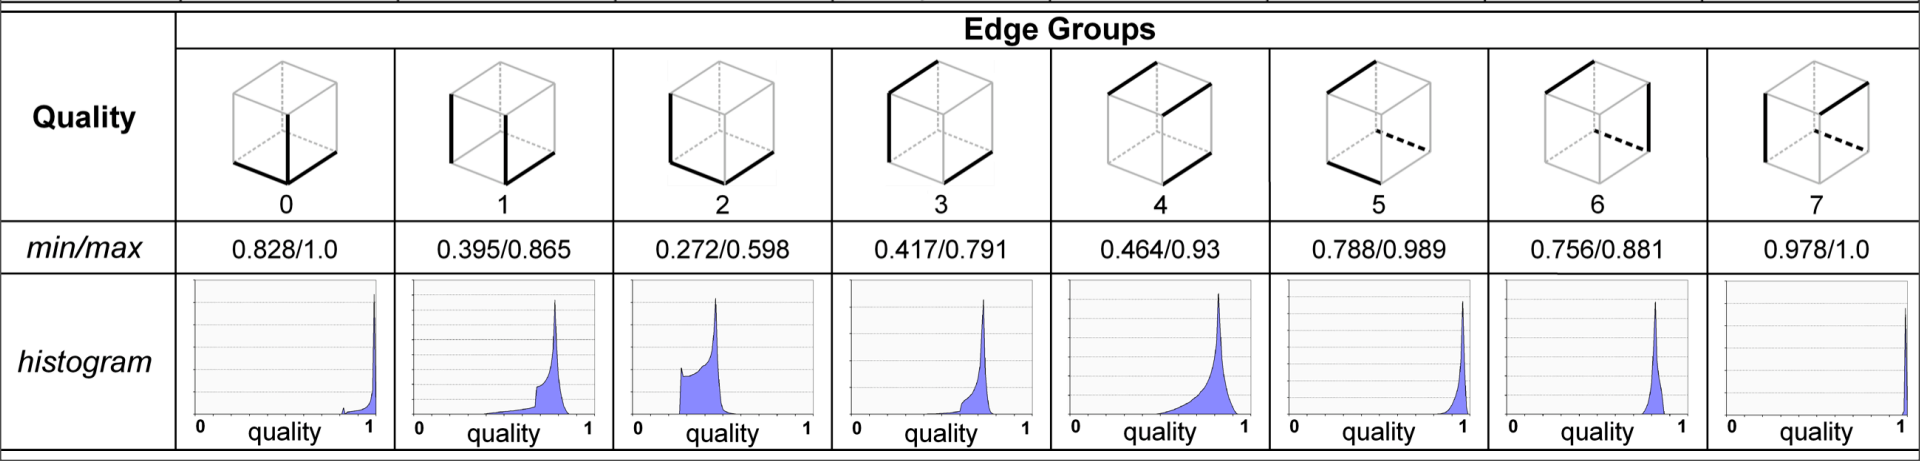 Edge Groups
Quality
0 1 2 3 4 5 6 7
min/max 0.828/1.0 0.395/0.865 0.272/0.598 0.417/0.791 0.464/0.93 0.788/0.989 0.756/0.881 0.978/1.0
histogram
0 quality 1 0 quality 1 0 quality 1 0 quality 1 0 quality 1 0 quality 1 0 quality 1 0 quality 1